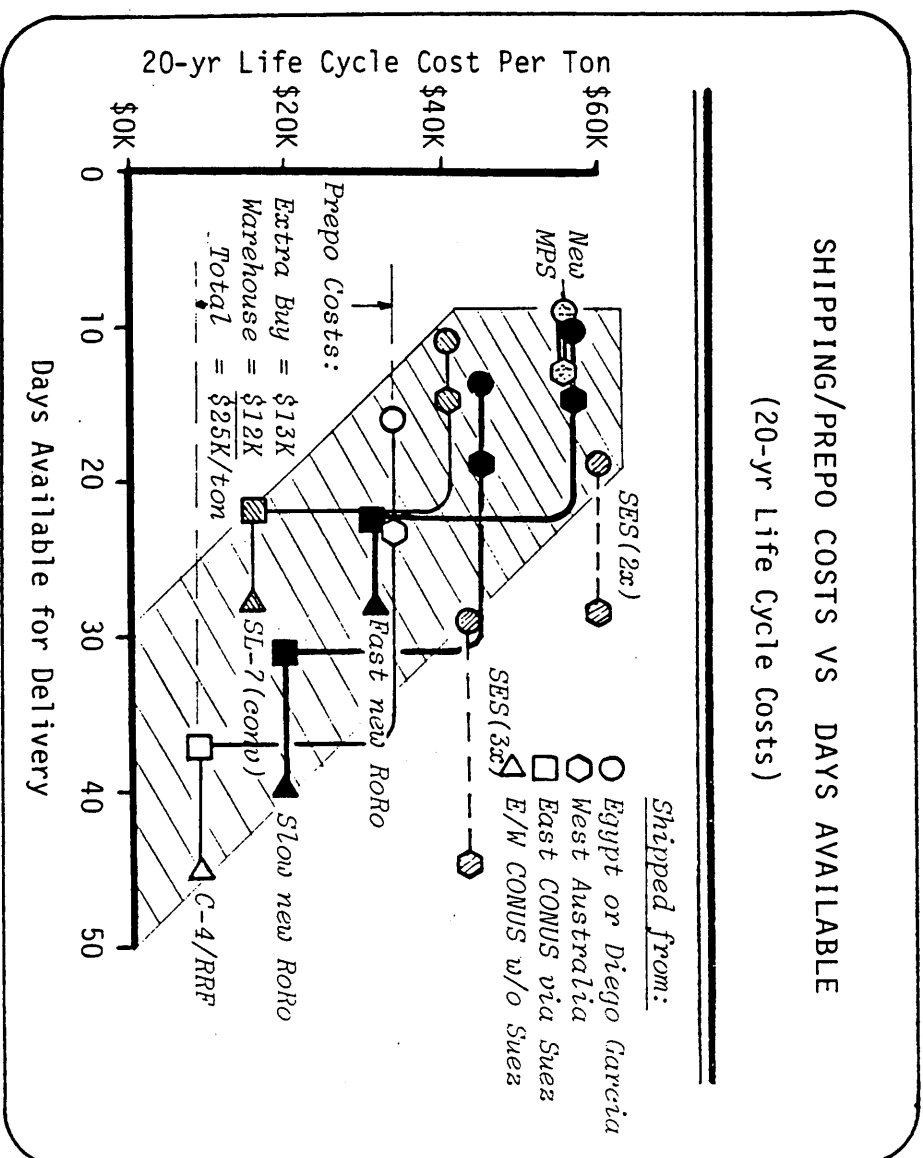 SHIPPING/PREPO COSTS VS DAYS AVAILABLE
(20-yr Life Cycle Costs)
20-yr Life Cycle Cost Per Ton
$60K
$40K
$20K
$0K
Shipped from:
Egypt or Diego Garcia
West Australia
East CONUS via Suez
E/W CONUS w/o Suez
New
MPS
SES(2x)
SES(3x)
Prepo Costs:
Extra Buy = $13K
Warehouse = $12K
Total = $25K/ton
Fast new RoRo
SL-7(conv)
Slow new RoRo
C-4/RRF
0
10
20
30
40
50
Days Available for Delivery